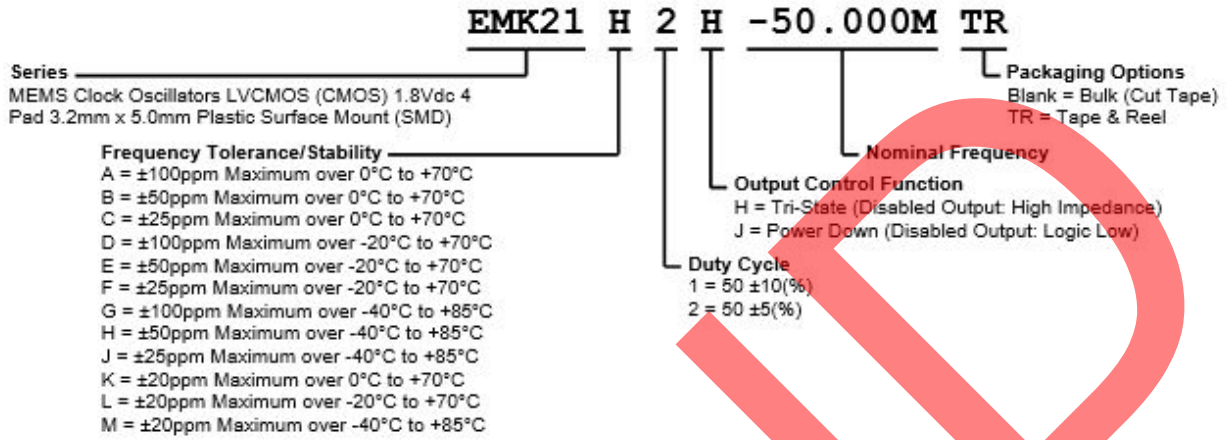 EMK21 H 2 H -50.000M TR
Series
MEMS Clock Oscillators LVCMOS (CMOS) 1.8Vdc 4
Pad 3.2mm x 5.0mm Plastic Surface Mount (SMD)
Frequency Tolerance/Stability
A = ±100ppm Maximum over 0°C to +70°C
B = ±50ppm Maximum over 0°C to +70°C
C = ±25ppm Maximum over 0°C to +70°C
D = ±100ppm Maximum over -20°C to +70°C
E = ±50ppm Maximum over -20°C to +70°C
F = ±25ppm Maximum over -20°C to +70°C
G = ±100ppm Maximum over -40°C to +85°C
H = ±50ppm Maximum over -40°C to +85°C
J = ±25ppm Maximum over -40°C to +85°C
K = ±20ppm Maximum over 0°C to +70°C
L = ±20ppm Maximum over -20°C to +70°C
M = ±20ppm Maximum over -40°C to +85°C
Packaging Options
Blank = Bulk (Cut Tape)
TR = Tape & Reel
Nominal Frequency
Output Control Function
H = Tri-State (Disabled Output: High Impedance)
J = Power Down (Disabled Output: Logic Low)
Duty Cycle
1 = 50 ±10(%)
2 = 50 ±5(%)